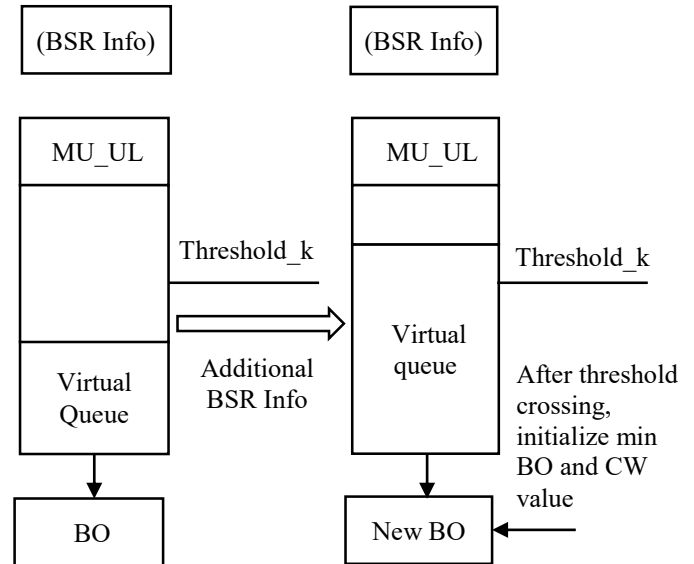 (BSR Info)
(BSR Info)
MU_UL
MU_UL
Threshold_k
Threshold_k
Virtual
Queue
Additional
BSR Info
Virtual
queue
After threshold
crossing,
initialize min
BO and CW
value
BO
New BO